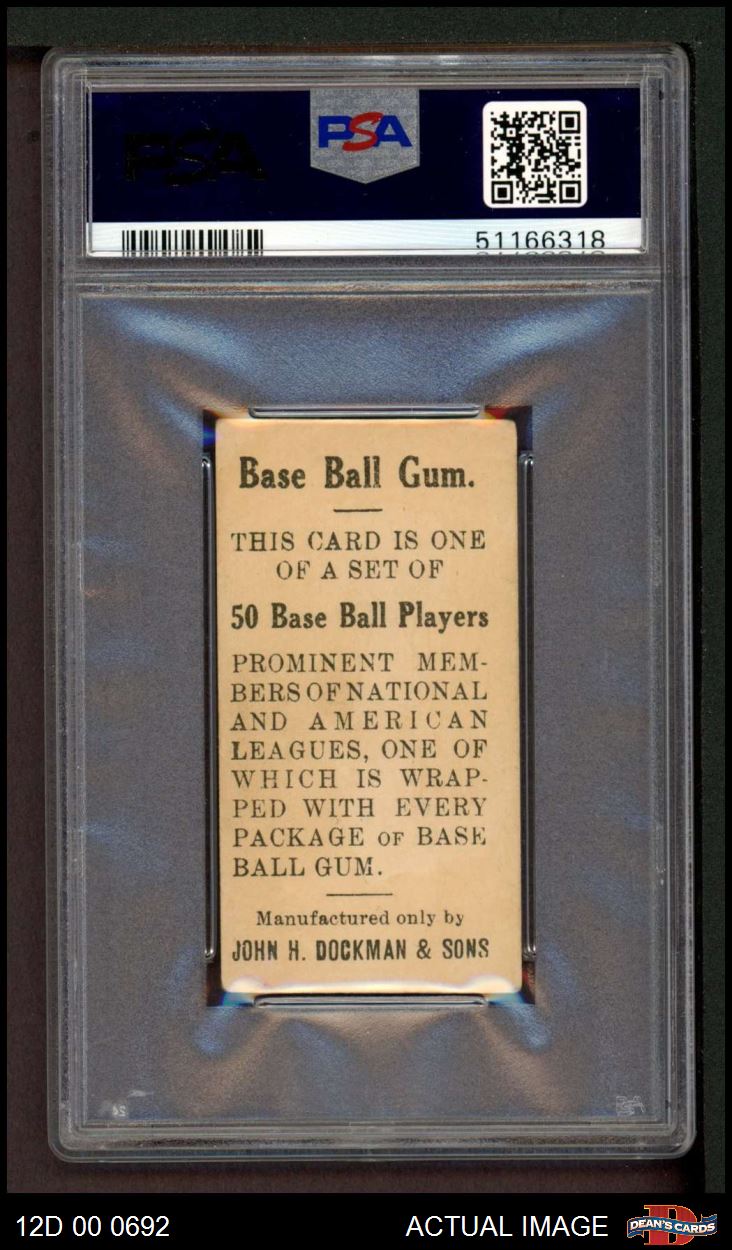 PSA
PSA
51166318
Base Ball Gum.
THIS CARD IS ONE
OF A SET OF
50 Base Ball Players
PROMINENT MEM-
BERS OF NATIONAL
AND AMERICAN
LEAGUES, ONE OF
WHICH IS WRAP-
PED WITH EVERY
PACKAGE OF BASE
BALL GUM.
Manufactured only by
JOHN H. DOCKMAN & SONS
12D 00 0692 ACTUAL IMAGE DEAN'S CARDS